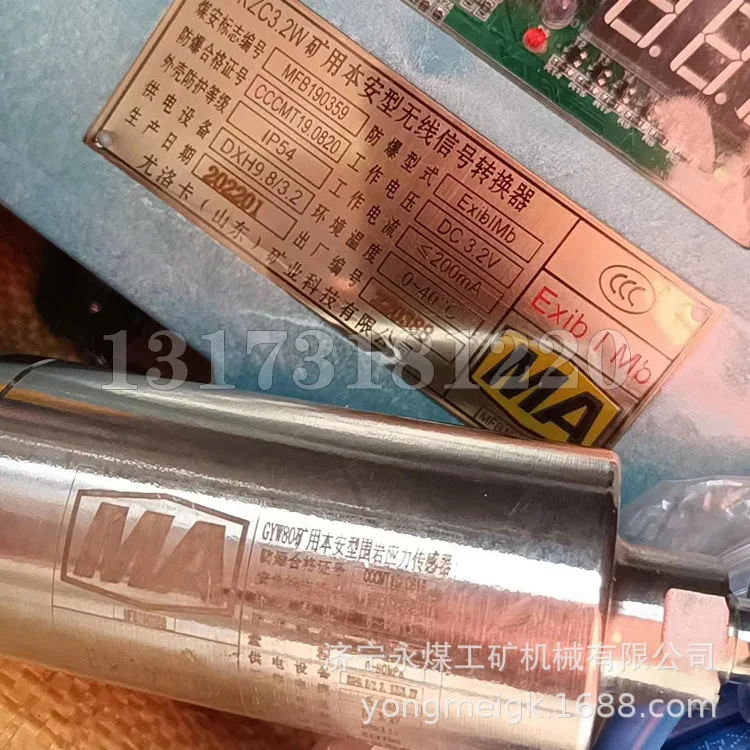 KZC3.2W矿用本安型无线信号转换器
煤安标志编号 MFB190359 防爆型式 ExibIMb
防爆合格证号 CCCMT19.0820 工作电压 DC 3.2V
外壳防护等级 IP54 工作电流 ≤200mA
供电设备 DXH9.8/3.2 环境温度 0~40℃
生产日期 202201 出厂编号
尤洛卡(山东)矿业科技有限公
CCC
Exib I Mb
MA
13173181220
MA
GYW80矿用本安型围岩应力传感器
防爆合格证号 CCCMT19.0816
供电设备
济宁永煤工矿机械有限公司
yongmeigk.1688.com